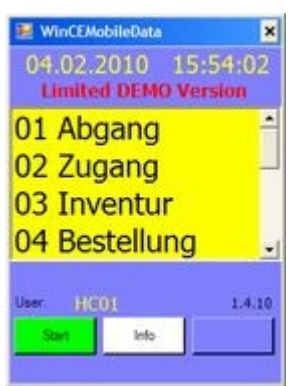 WinCEMobileData
04.02.2010 15:54:02
Limited DEMO Version
01 Abgang
02 Zugang
03 Inventur
04 Bestellung
User: HC01 1.4.10
Start Info